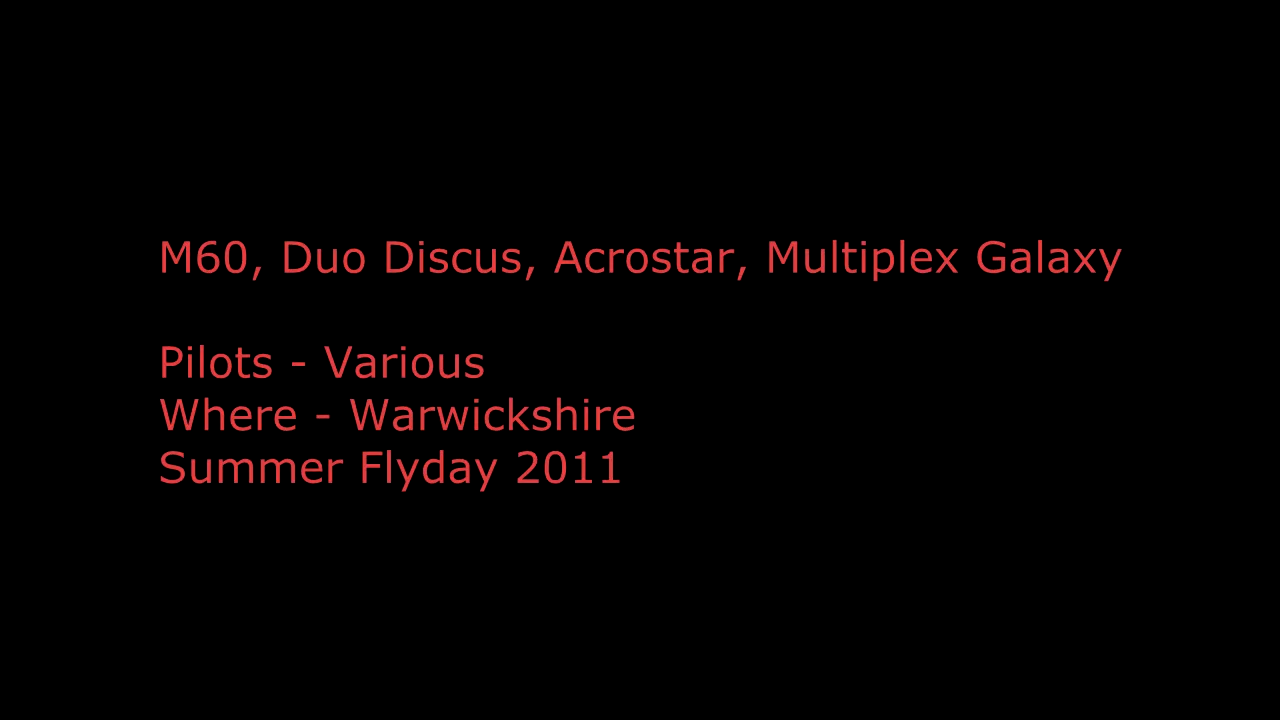 M60, Duo Discus, Acrostar, Multiplex Galaxy
Pilots - Various
Where - Warwickshire
Summer Flyday 2011